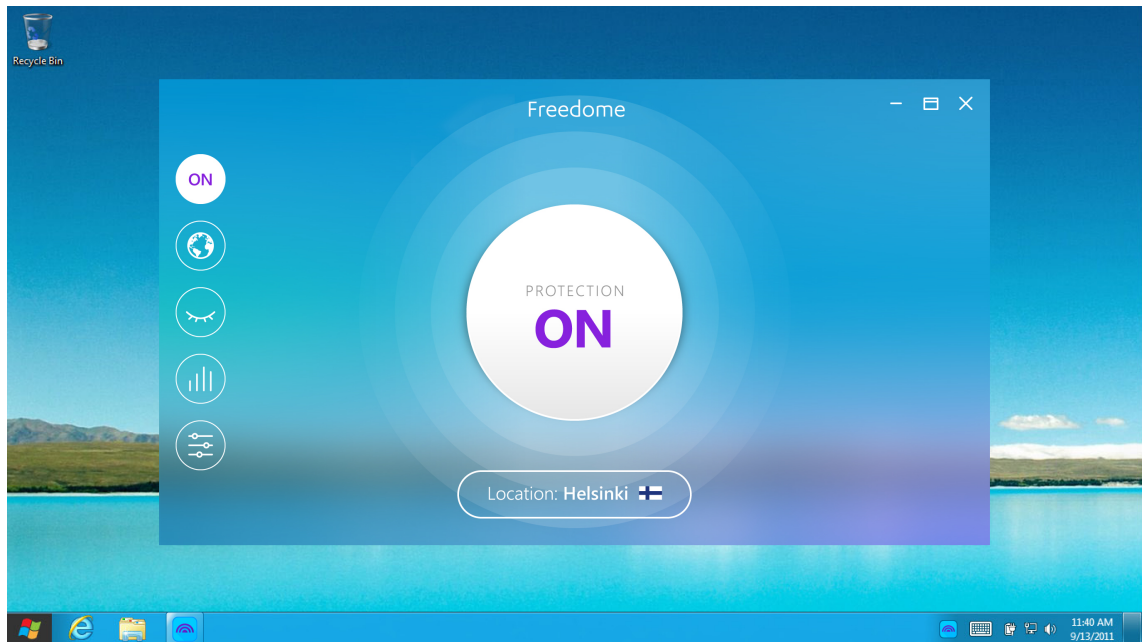 Recycle Bin
Freedome
ON
PROTECTION
ON
Location: Helsinki
11:40 AM
9/13/2011